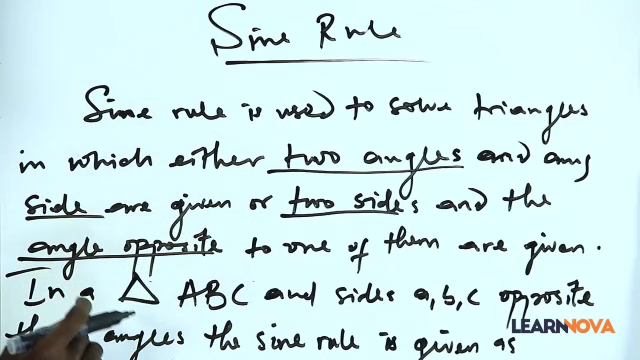 Sine Rule
Sine rule is used to solve triangles
in which either two angles and any
side are given or two sides and the
angle opposite to one of them are given.
In a △ ABC and sides a, b, c opposite
angles the sine rule is given as
LEARNNOVA